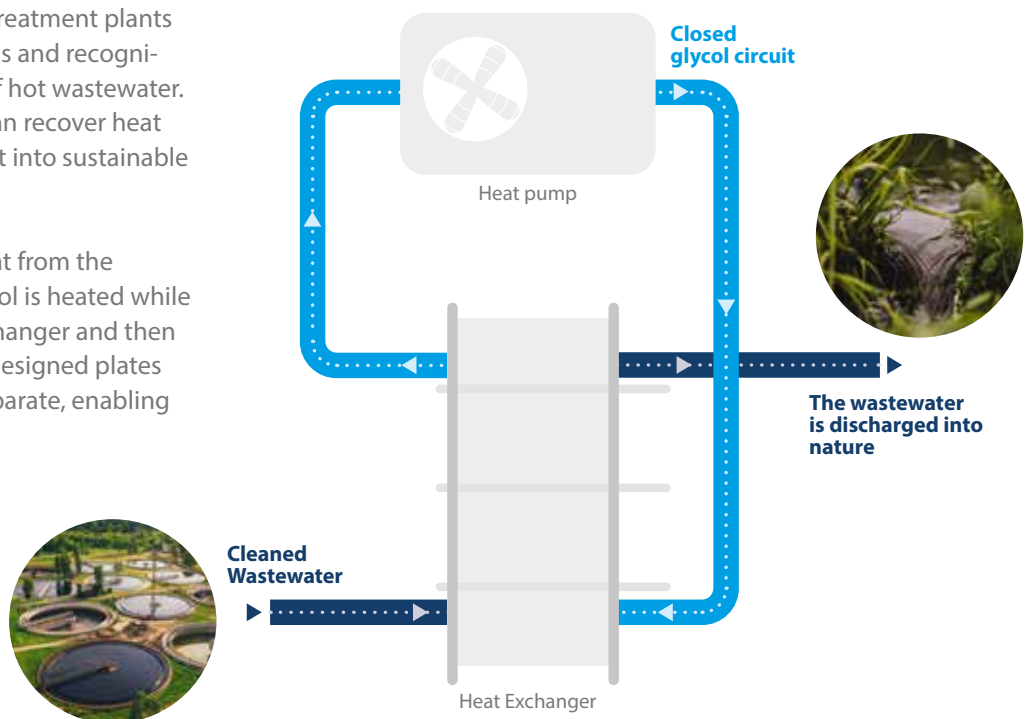 reatment plants
s and recogni-
f hot wastewater.
an recover heat
t into sustainable
t from the
ol is heated while
hanger and then
esigned plates
parate, enabling
Closed
glycol circuit
Heat pump
The wastewater
is discharged into
nature
Cleaned
Wastewater
Heat Exchanger